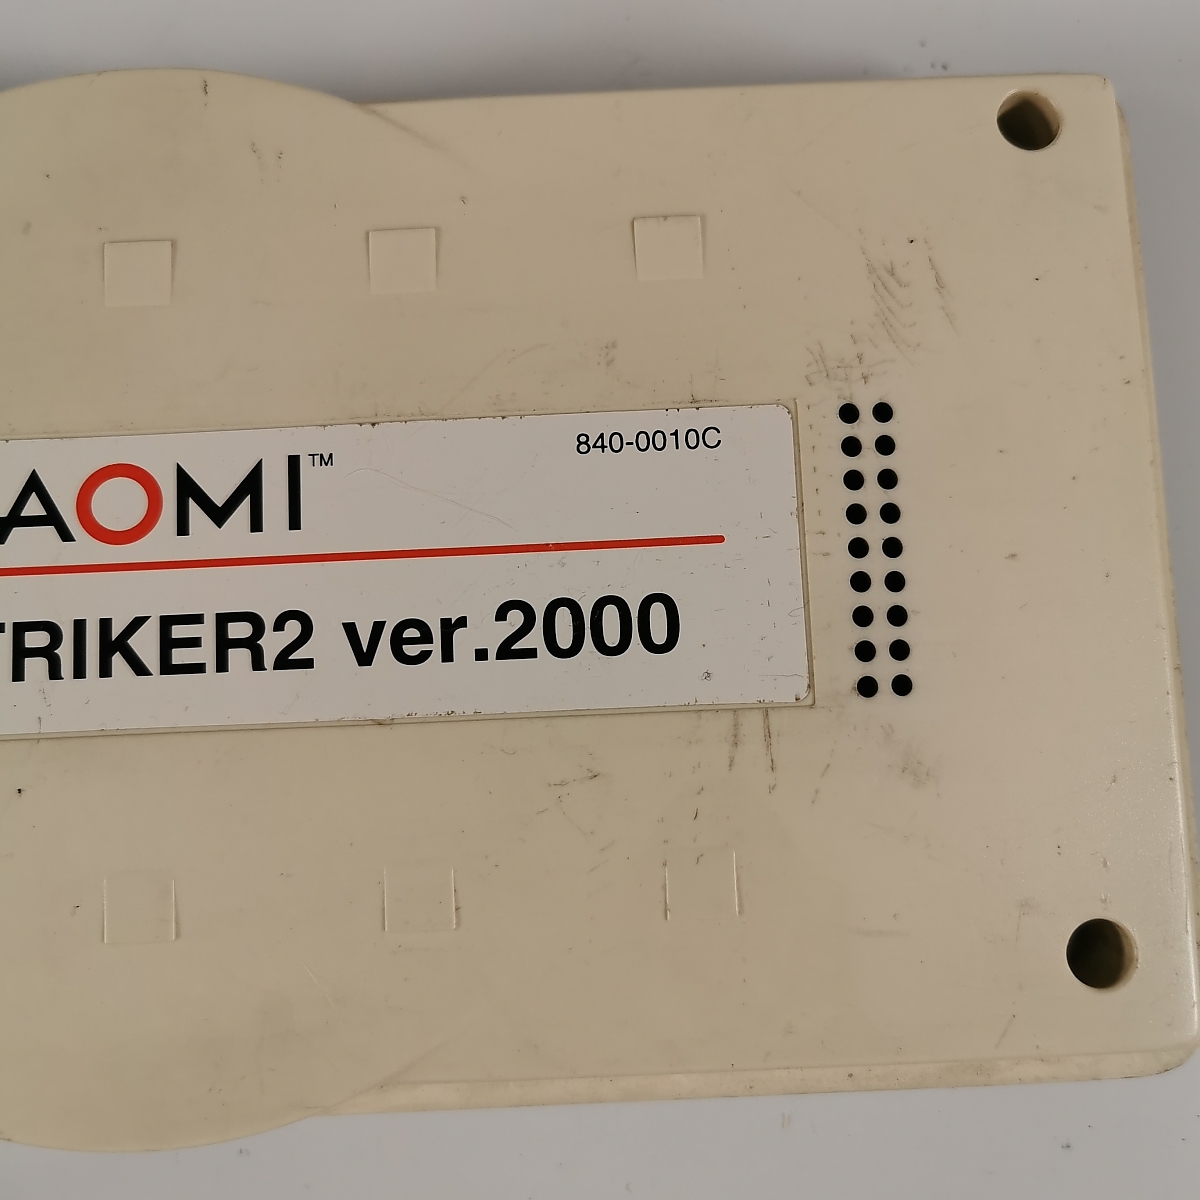 840-0010C
AOMI™
TRIKER2 ver.2000